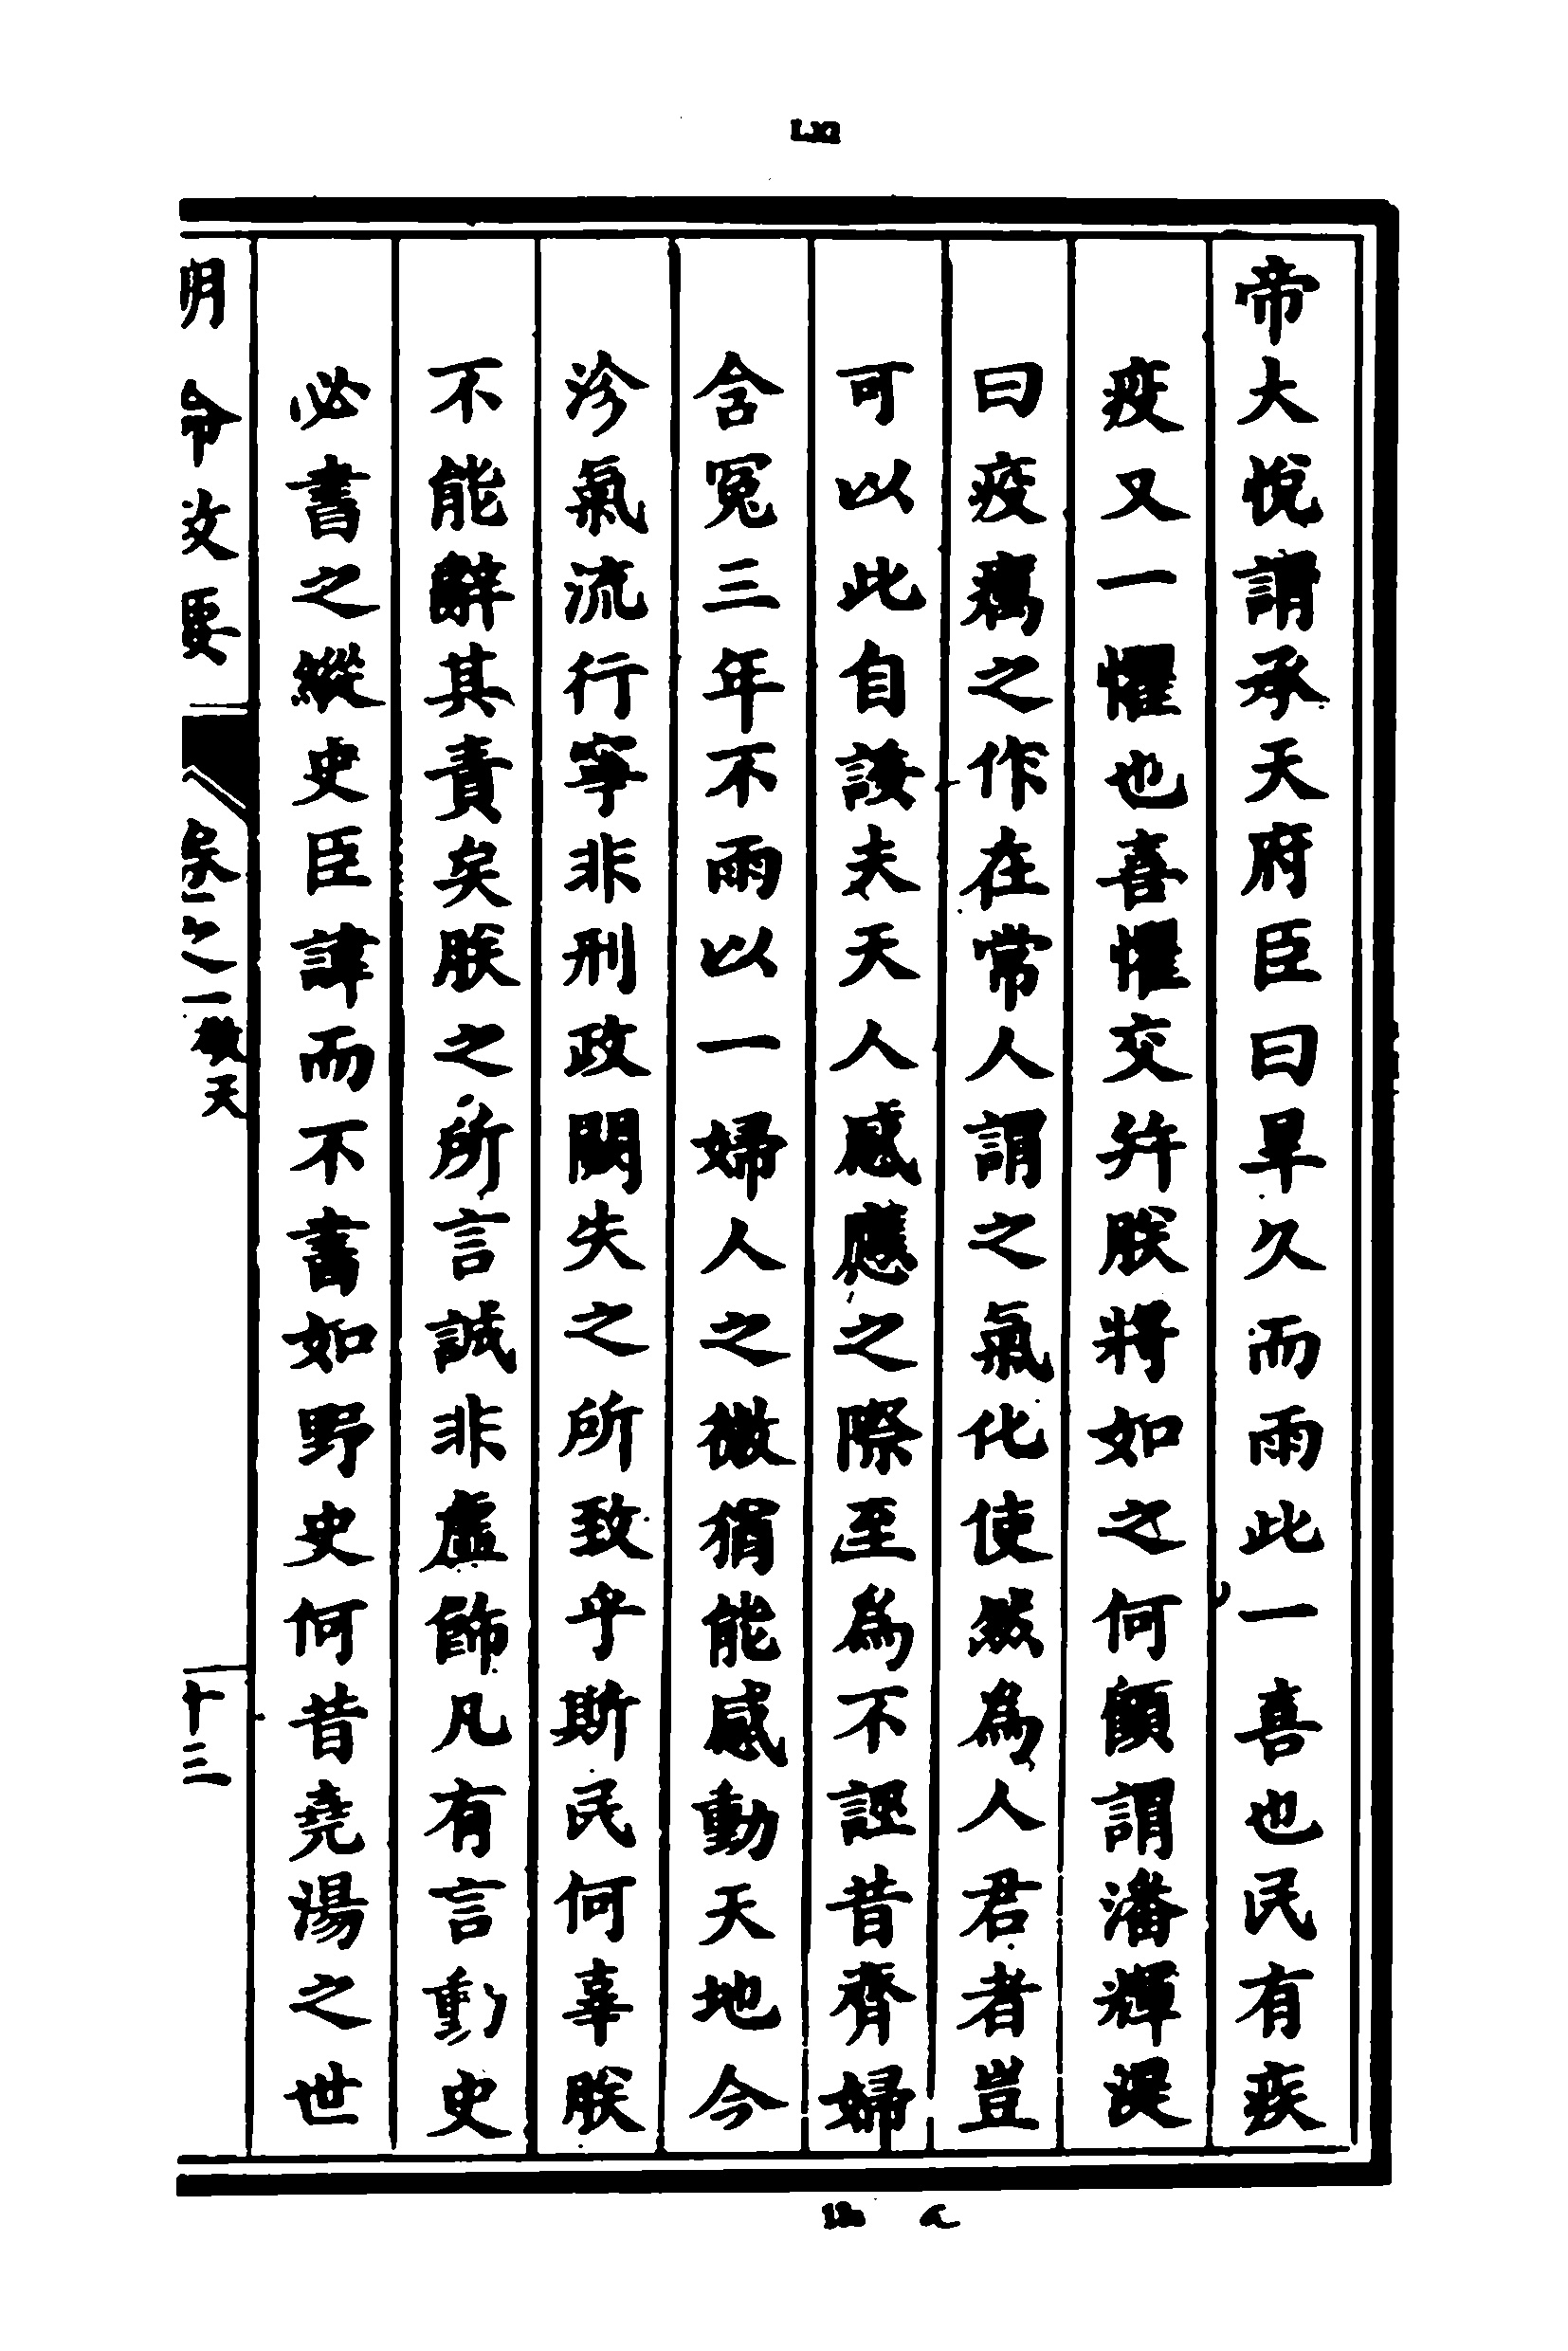 帝大悅謂承天府臣曰旱久而雨此一喜也民有疾
疫又一懼也喜懼交并朕將如之何顧謂潘輝湜
曰疫癘之作在常人謂之氣化使然為人君者豈
可以此自諉夫天人感應之際至為不誣昔齊婦
含冤三年不雨以一婦人之微猶能感動天地今
沴氣流行寧非刑政闕失之所致乎斯民何辜朕
不能辭其責矣朕之所言誠非虛飾凡有言動史
必書之縱史臣諱而不書如野史何昔堯湯之世
明命政要 卷之一 敬天 十三